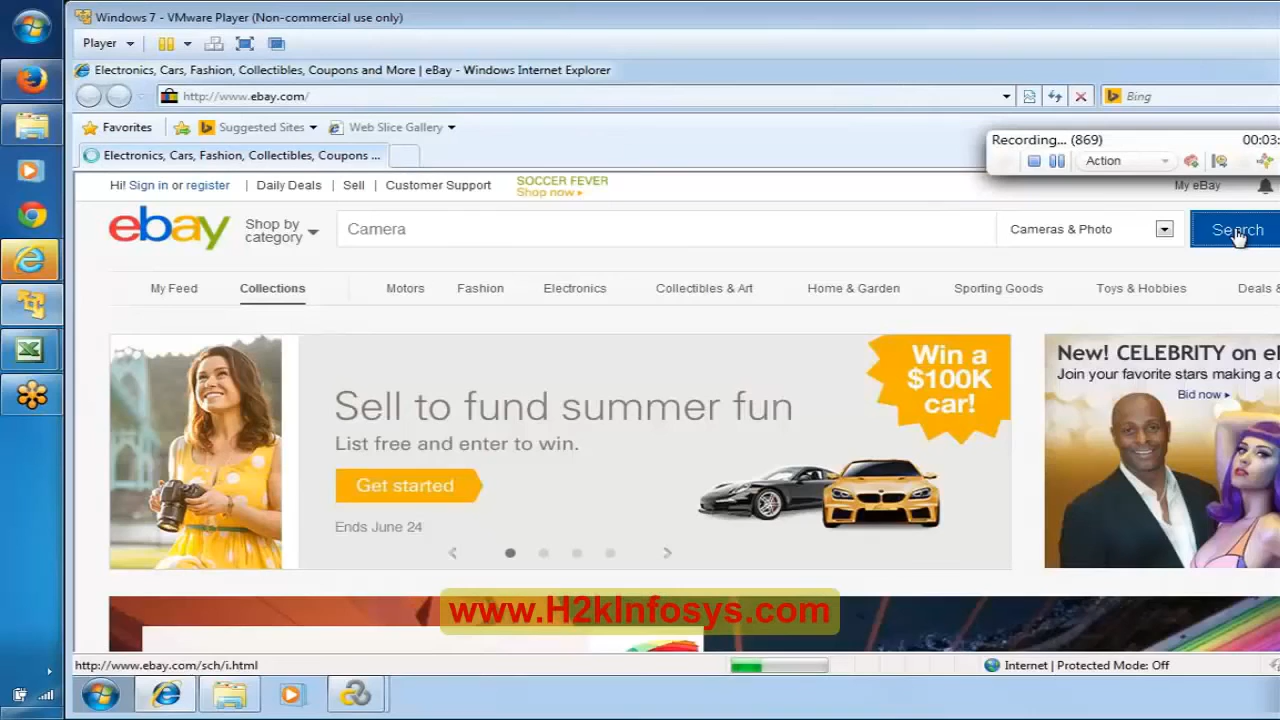 Windows 7 - VMware Player (Non-commercial use only)
Player
Electronics, Cars, Fashion, Collectibles, Coupons and More | eBay - Windows Internet Explorer
http://www.ebay.com/
Bing
Favorites
Suggested Sites
Web Slice Gallery
Recording... (869)
00:03:
Electronics, Cars, Fashion, Collectibles, Coupons ...
Action
Hi! Sign in or register
Daily Deals
Sell
Customer Support
SOCCER FEVER
Shop now
My eBay
ebay
Shop by
category
Camera
Cameras & Photo
Search
My Feed
Collections
Motors
Fashion
Electronics
Collectibles & Art
Home & Garden
Sporting Goods
Toys & Hobbies
Deals &
Sell to fund summer fun
List free and enter to win.
Get started
Ends June 24
Win a
$100K
car!
New! CELEBRITY on e
Join your favorite stars making a d
Bid now
www.H2kInfosys.com
http://www.ebay.com/sch/i.html
Internet | Protected Mode: Off